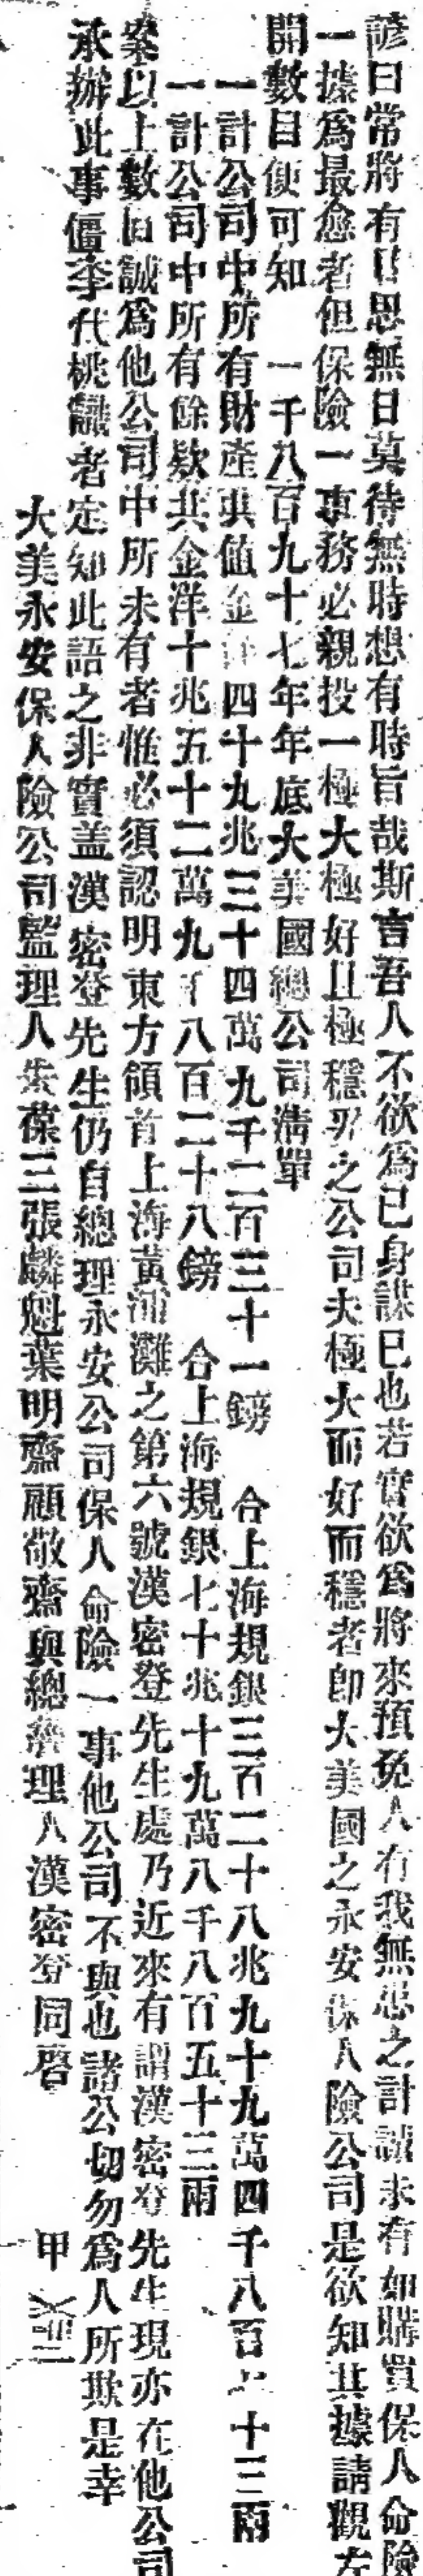 諺曰常將有日思無日莫待無時想有時旨哉斯言吾人不欲爲己身謀已也若實欲爲將來預免人有我無患之計請未有如購買保人命險
一據爲最愈者但保險一事務必親投一極大極好且極穩歺之公司夫極大而好而穩者卽大美國之永安保人險公司是欲知其據請觀左
開數目便可知　一千八百九十七年年底大美國總公司淸單
一計公司中所有財產共值金洋四十九兆三十四萬九千二百三十一鎊　合上海規銀三百二十八兆九十九萬四千八百十三兩
一計公司中所有餘欵共金洋十兆五十二萬九千八百二十八鎊　合上海規銀七十兆十九萬八千八百五十三兩
案以上數目誠爲他公司中所未有者惟必須認明東方領首上海黃浦灘之第六號漢密登先生處乃近來有謂漢密登先生現亦在他公司
承辦此事僵李代桃識者定知此語之非實盖漢密登先生仍自總理永安公司保人命險一事他公司不與也諸公切勿爲人所欺是幸
大美永安保人險公司監理人朱葆三張麟魁葉明齋顧敬齋與總經理人漢密登同啓
甲